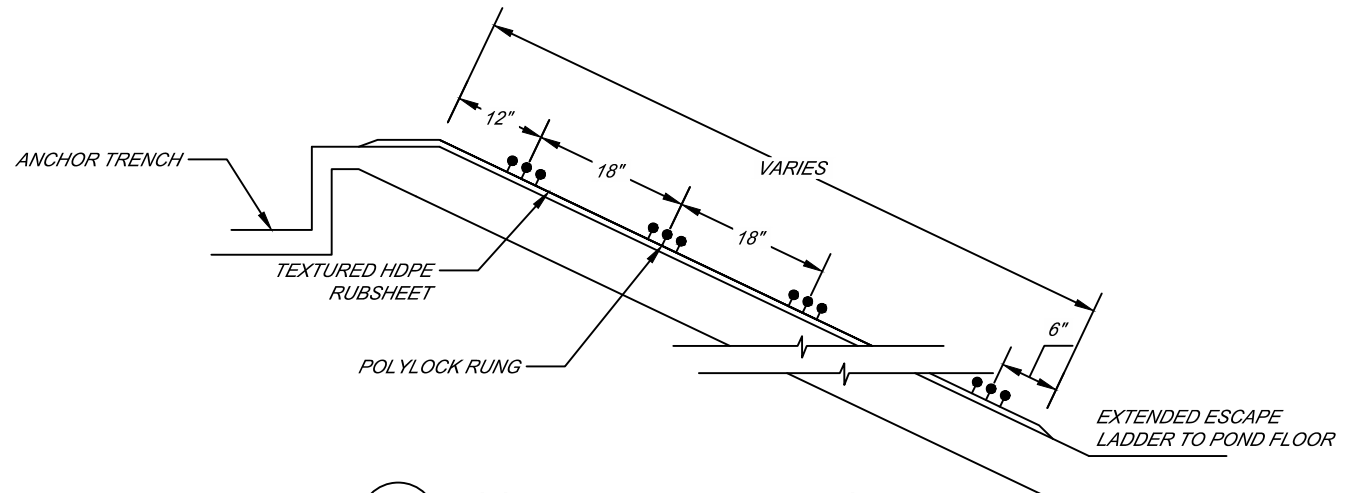 12"
ANCHOR TRENCH
18"
VARIES
18"
TEXTURED HDPE
RUBSHEET
6"
POLYLOCK RUNG
EXTENDED ESCAPE
LADDER TO POND FLOOR